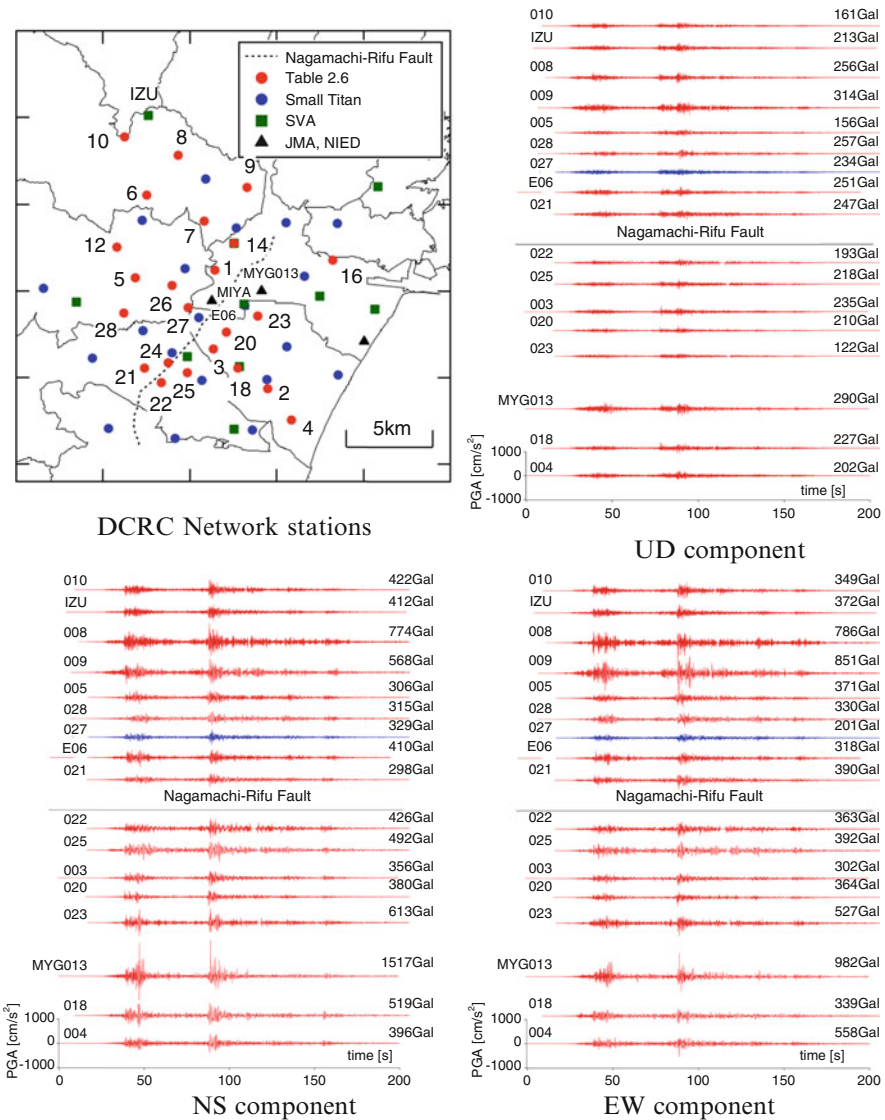 Nagamachi-Rifu Fault
Table 2.6
Small Titan
SVA
JMA, NIED
IZU
10
8
9
6
7
12
14
5
1
MYG013
16
26
MIYA
28
27
E06
23
24
20
21
3
25
18
22
2
4
5km
DCRC Network stations
010 161Gal
IZU 213Gal
008 256Gal
009 314Gal
005 156Gal
028 257Gal
027 234Gal
E06 251Gal
021 247Gal
Nagamachi-Rifu Fault
022 193Gal
025 218Gal
003 235Gal
020 210Gal
023 122Gal
MYG013 290Gal
018 227Gal
004 202Gal
PGA [cm/s²]
1000
0
-1000
time [s]
0 50 100 150 200
UD component
010 422Gal
IZU 412Gal
008 774Gal
009 568Gal
005 306Gal
028 315Gal
027 329Gal
E06 410Gal
021 298Gal
Nagamachi-Rifu Fault
022 426Gal
025 492Gal
003 356Gal
020 380Gal
023 613Gal
MYG013 1517Gal
018 519Gal
004 396Gal
PGA [cm/s²]
1000
0
-1000
time [s]
0 50 100 150 200
NS component
010 349Gal
IZU 372Gal
008 786Gal
009 851Gal
005 371Gal
028 330Gal
027 201Gal
E06 318Gal
021 390Gal
Nagamachi-Rifu Fault
022 363Gal
025 392Gal
003 302Gal
020 364Gal
023 527Gal
MYG013 982Gal
018 339Gal
004 558Gal
PGA [cm/s²]
1000
0
-1000
time [s]
0 50 100 150 200
EW component